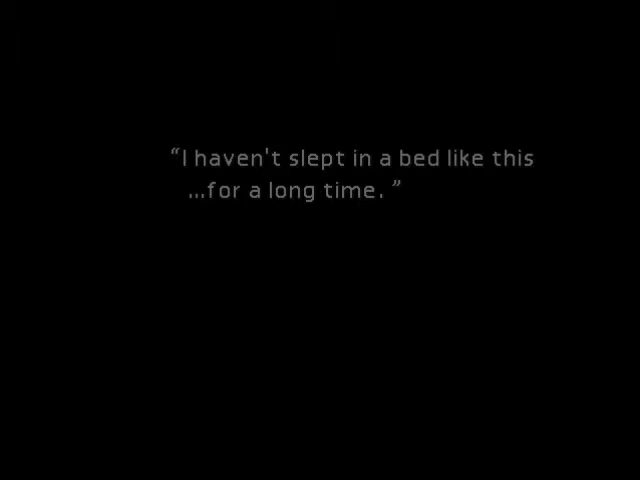 “I haven't slept in a bed like this
...for a long time. ”